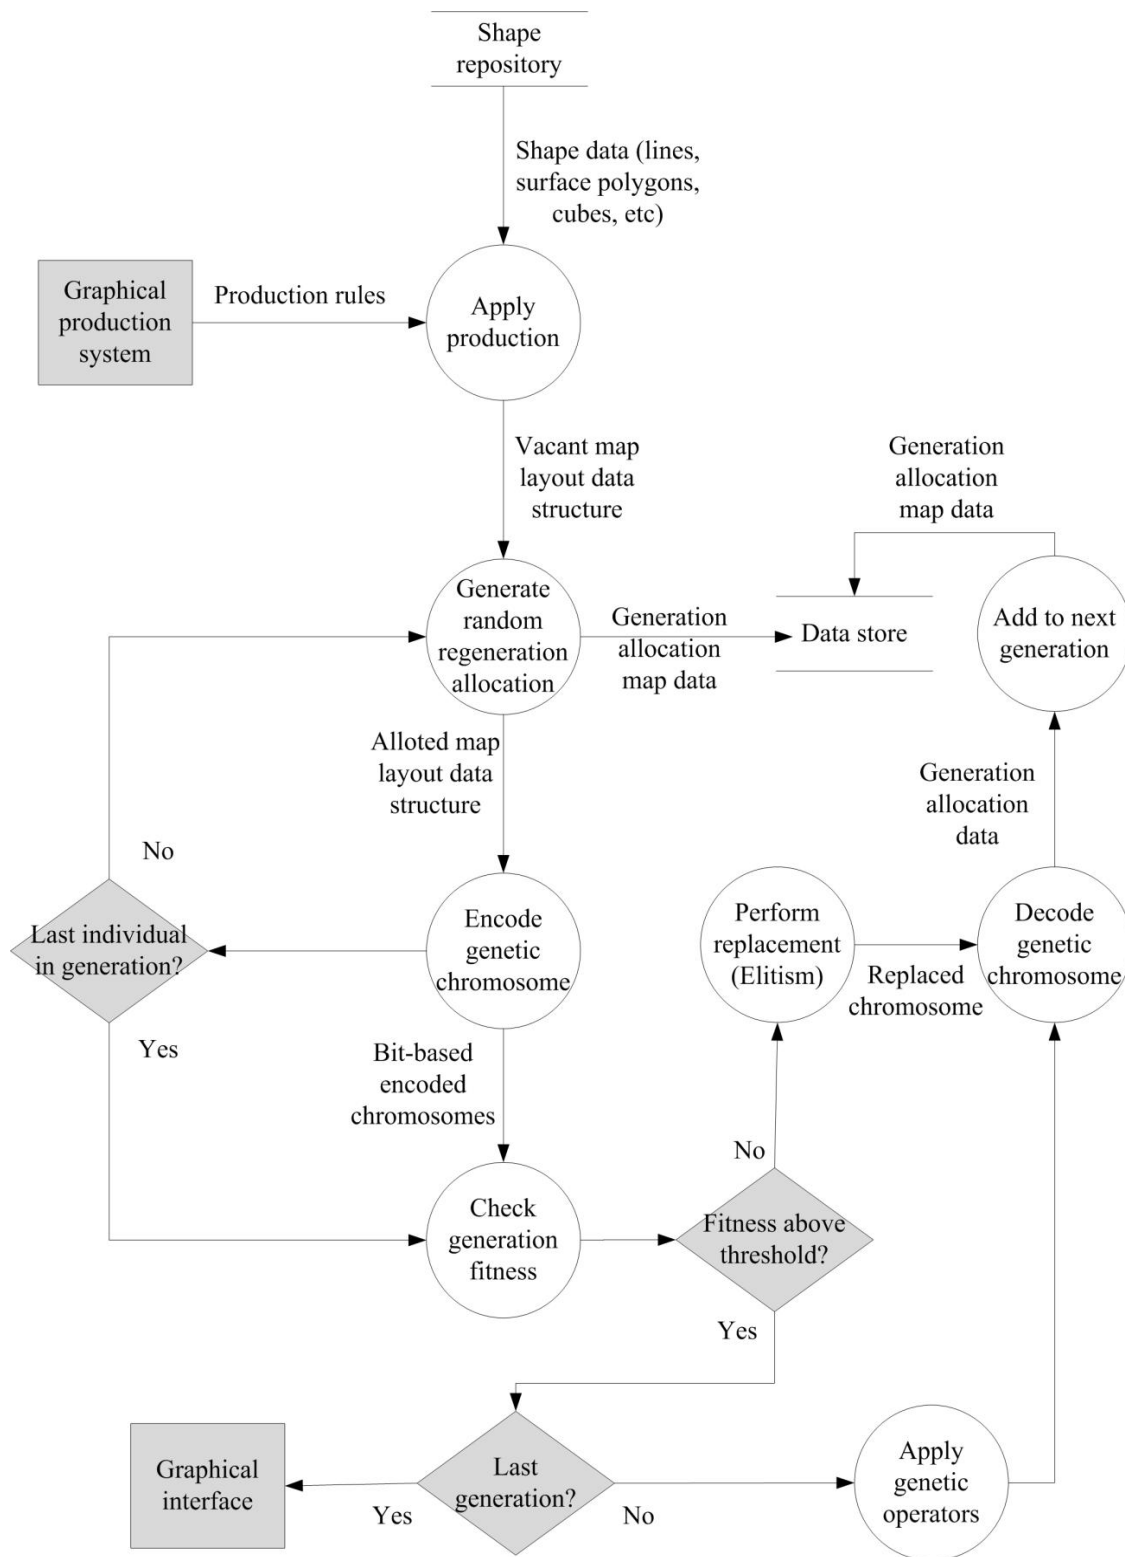 Shape
repository
Shape data (lines,
surface polygons,
cubes, etc)
Graphical
production
system
Production rules
Apply
production
Vacant map
layout data
structure
Generation
allocation
map data
Generate
random
regeneration
allocation
Generation
allocation
map data
Data store
Add to next
generation
Alloted map
layout data
structure
Generation
allocation
data
No
Last individual
in generation?
Encode
genetic
chromosome
Perform
replacement
(Elitism)
Replaced
chromosome
Decode
genetic
chromosome
Yes
Bit-based
encoded
chromosomes
No
Check
generation
fitness
Fitness above
threshold?
Yes
Graphical
interface
Yes
Last
generation?
No
Apply
genetic
operators